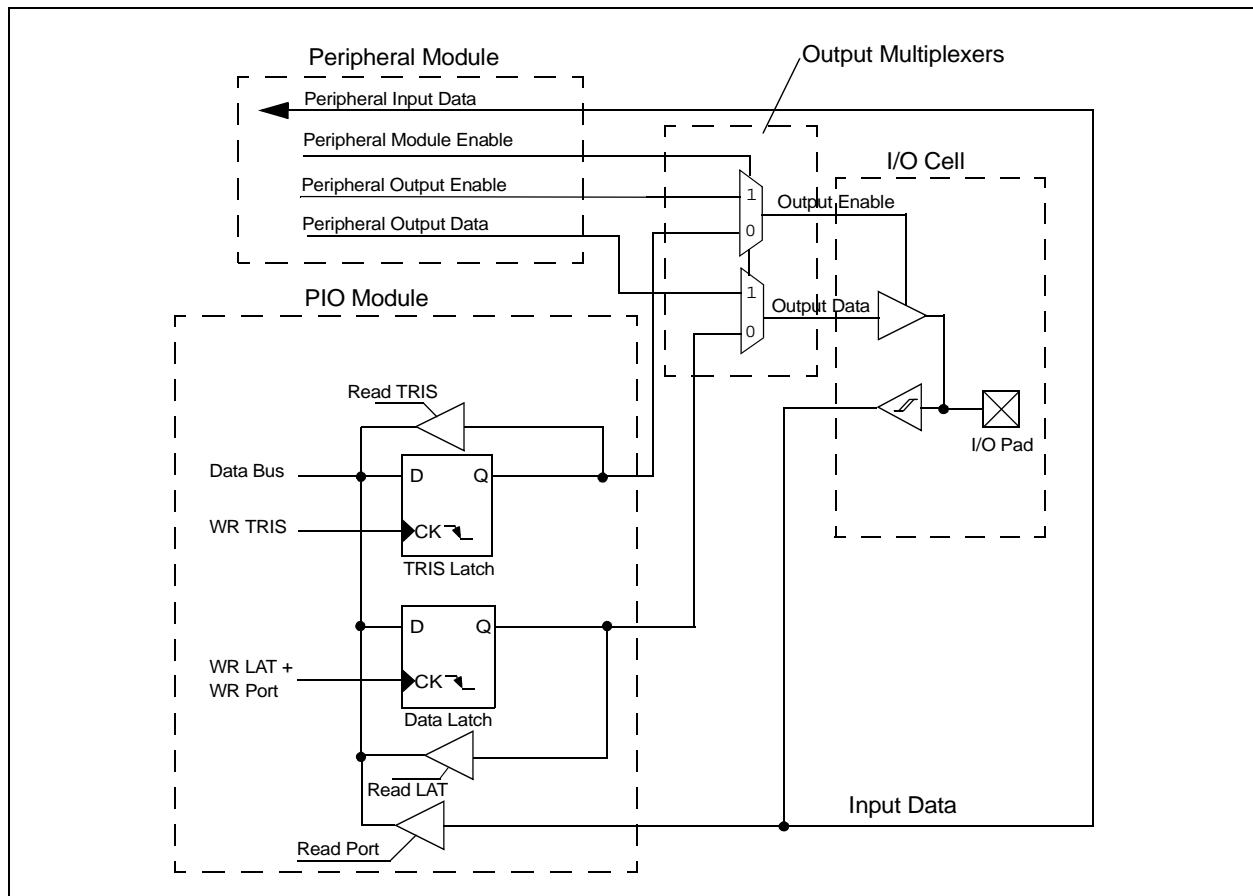 Peripheral Module
Output Multiplexers
Peripheral Input Data
Peripheral Module Enable
I/O Cell
Peripheral Output Enable
1
Output Enable
Peripheral Output Data
0
PIO Module
1
Output Data
0
Read TRIS
I/O Pad
Data Bus
D
Q
WR TRIS
CK
TRIS Latch
D
Q
WR LAT +
WR Port
CK
Data Latch
Read LAT
Input Data
Read Port